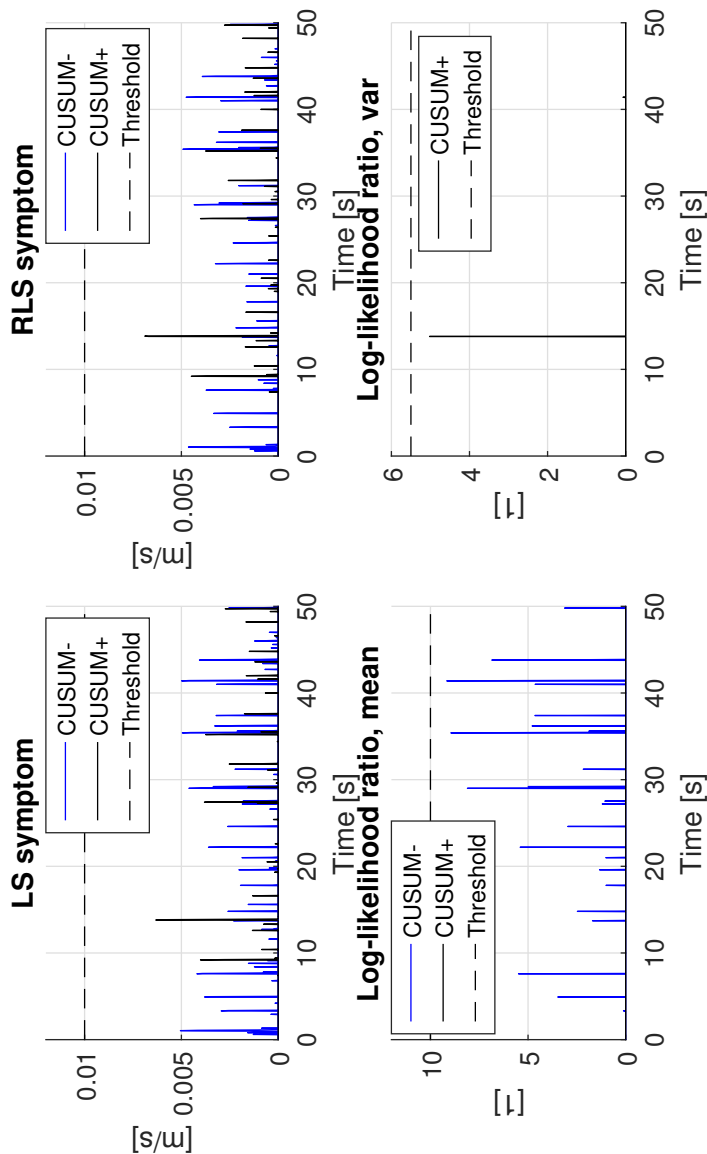 LS symptom
[m/s]
0.01
0.005
0
CUSUM-
CUSUM+
Threshold
0 10 20 30 40 50
Time [s]
RLS symptom
[m/s]
0.01
0.005
0
CUSUM-
CUSUM+
Threshold
0 10 20 30 40 50
Time [s]
Log-likelihood ratio, mean
[1]
10
5
0
CUSUM-
CUSUM+
Threshold
0 10 20 30 40 50
Time [s]
Log-likelihood ratio, var
[1]
6
4
2
0
CUSUM+
Threshold
0 10 20 30 40 50
Time [s]